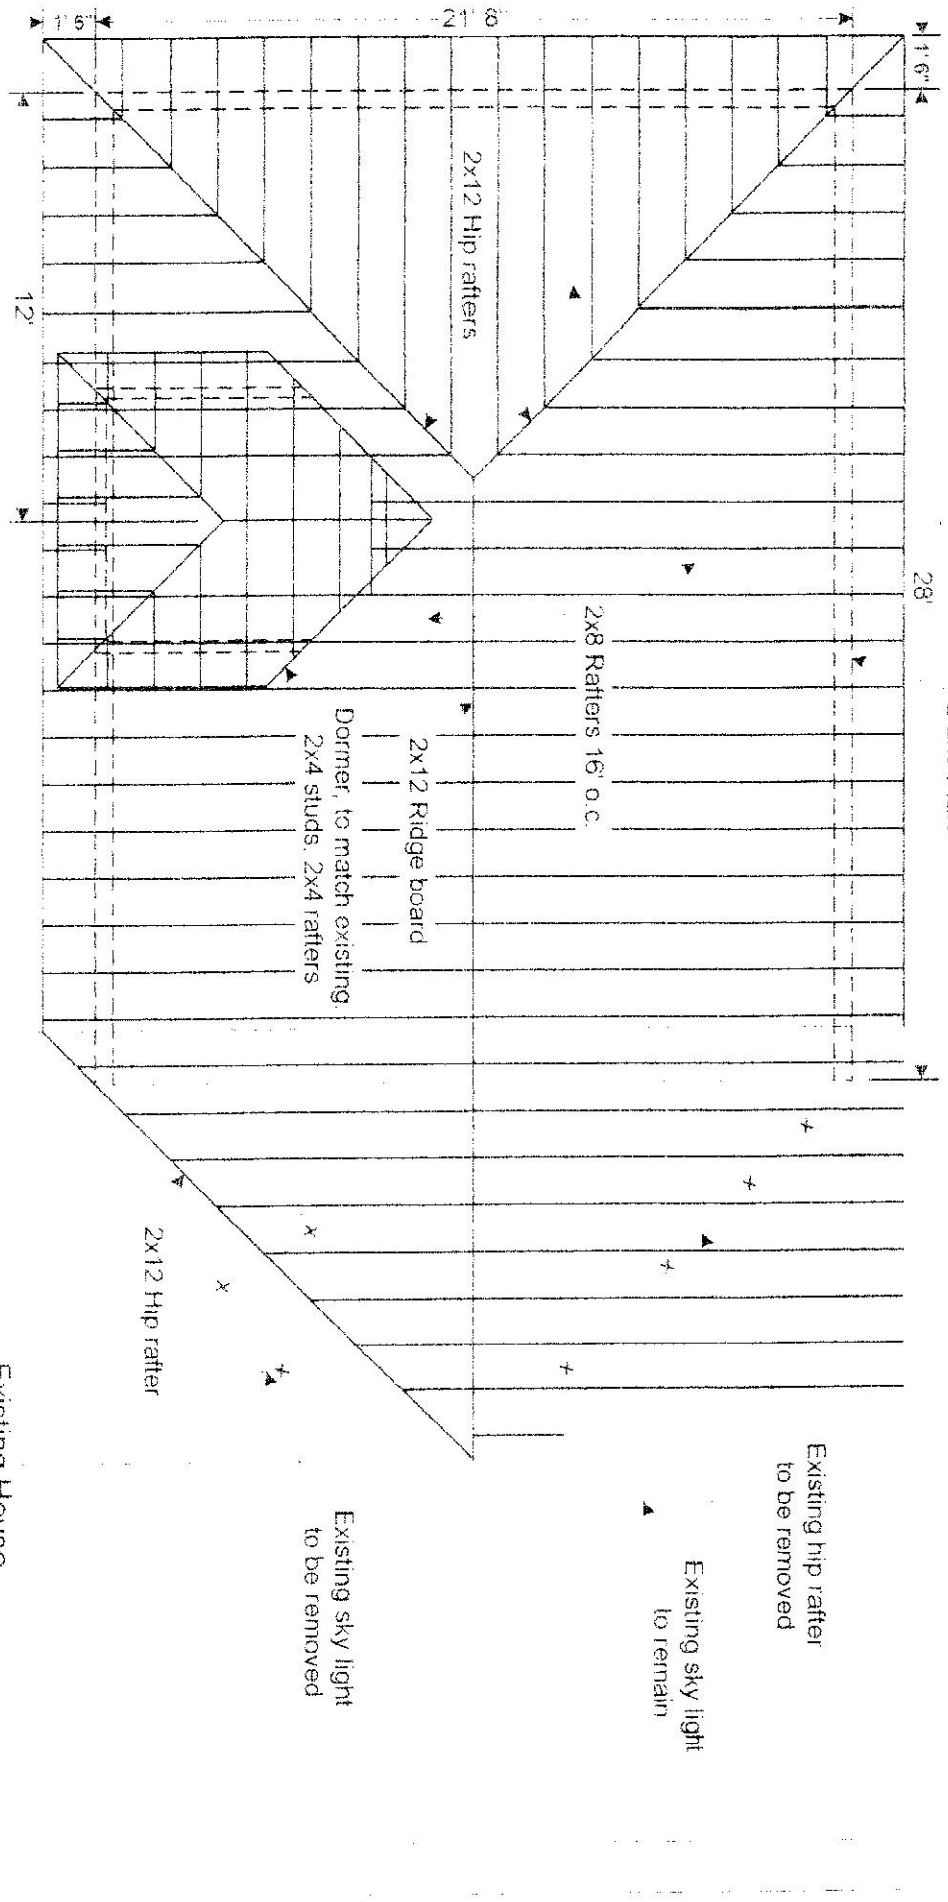 1' 6"
21' 8"
1' 6"
12'
28'
2x12 Hip rafters
2x8 Rafters 16' o.c.
2x12 Ridge board
Dormer, to match existing.
2x4 studs. 2x4 rafters
2x12 Hip rafter
Existing hip rafter
to be removed
Existing sky light
to remain
Existing sky light
to be removed
Existing House